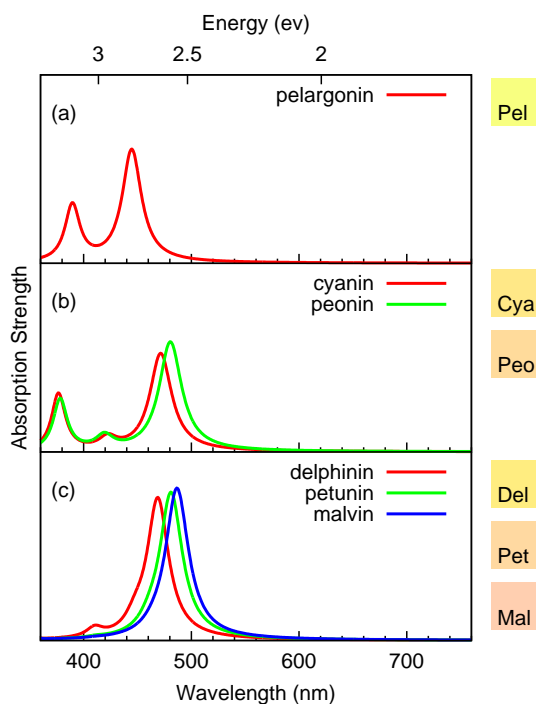 Energy (ev)
3 2.5 2
(a)
pelargonin
Pel
(b)
cyanin
peonin
Cya
Peo
Absorption Strength
(c)
delphinin
petunin
malvin
Del
Pet
Mal
400 500 600 700
Wavelength (nm)